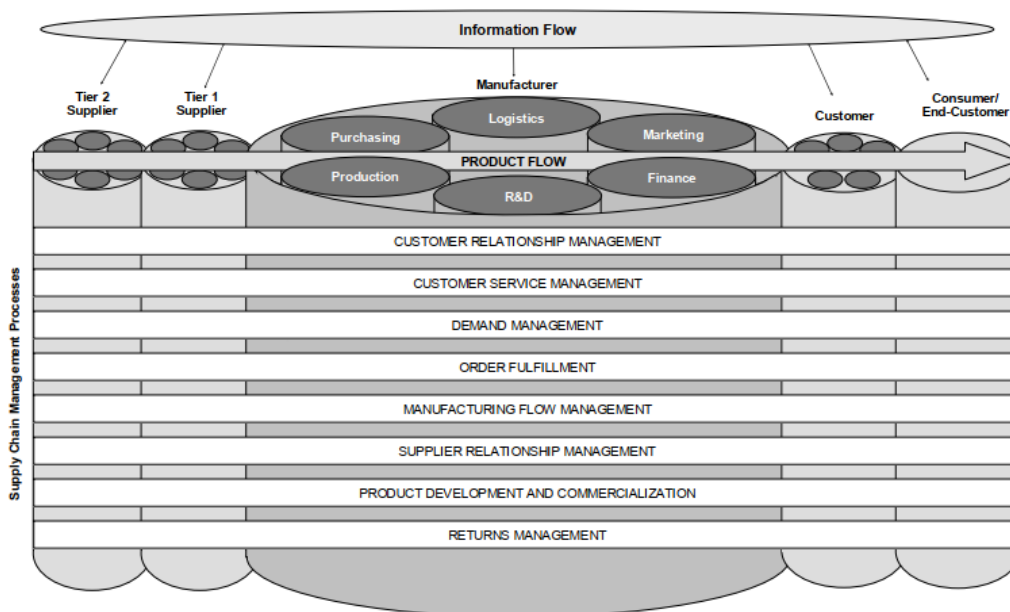 Information Flow
Tier 2
Supplier
Tier 1
Supplier
Manufacturer
Customer
Consumer/
End-Customer
Logistics
Purchasing
Marketing
PRODUCT FLOW
Production
Finance
R&D
Supply Chain Management Processes
CUSTOMER RELATIONSHIP MANAGEMENT
CUSTOMER SERVICE MANAGEMENT
DEMAND MANAGEMENT
ORDER FULFILLMENT
MANUFACTURING FLOW MANAGEMENT
SUPPLIER RELATIONSHIP MANAGEMENT
PRODUCT DEVELOPMENT AND COMMERCIALIZATION
RETURNS MANAGEMENT